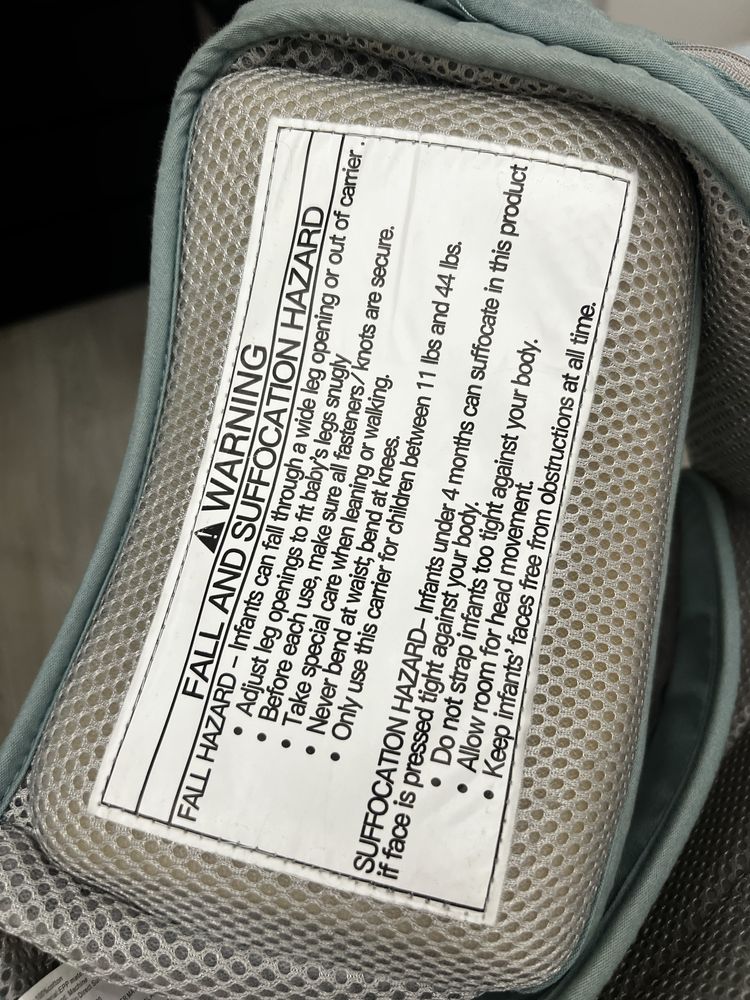 ⚠WARNING
FALL AND SUFFOCATION HAZARD
FALL HAZARD – Infants can fall through a wide leg opening or out of carrier.
• Adjust leg openings to fit baby's legs snugly
• Before each use, make sure all fasteners/knots are secure.
• Take special care when leaning or walking.
• Never bend at waist; bend at knees.
• Only use this carrier for children between 11 lbs and 44 lbs.
SUFFOCATION HAZARD– Infants under 4 months can suffocate in this product
if face is pressed tight against your body.
• Do not strap infants too tight against your body.
• Allow room for head movement.
• Keep infants' faces free from obstructions at all time.
Machine